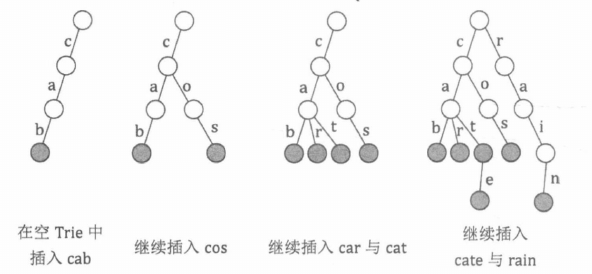 c c c c r
a a o a o a o a
b b s b r t s b r t s i
e n
在空 Trie 中
插入 cab
继续插入 cos
继续插入 car 与 cat
继续插入
cate 与 rain